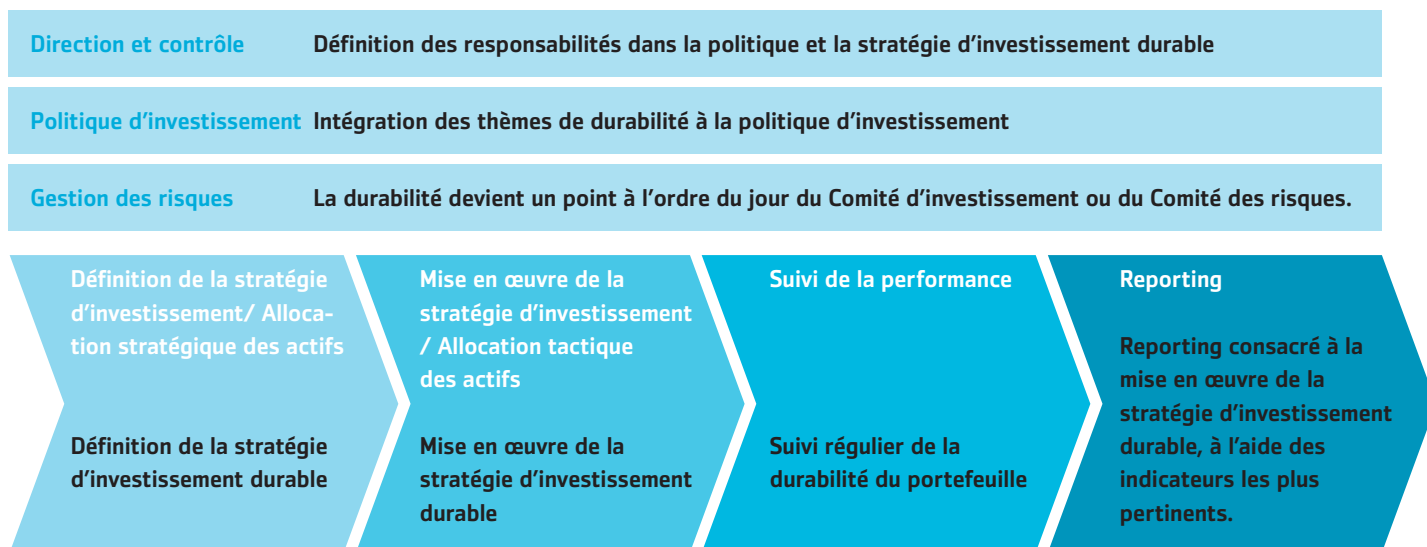 Direction et contrôle Définition des responsabilités dans la politique et la stratégie d’investissement durable
Politique d’investissement Intégration des thèmes de durabilité à la politique d’investissement
Gestion des risques La durabilité devient un point à l’ordre du jour du Comité d’investissement ou du Comité des risques.
Définition de la stratégie
d’investissement/ Alloca-
tion stratégique des actifs
Définition de la stratégie
d’investissement durable
Mise en œuvre de la
stratégie d’investissement
/ Allocation tactique
des actifs
Mise en œuvre de la
stratégie d’investissement
durable
Suivi de la performance
Suivi régulier de la
durabilité du portefeuille
Reporting
Reporting consacré à la
mise en œuvre de la
stratégie d’investissement
durable, à l’aide des
indicateurs les plus
pertinents.